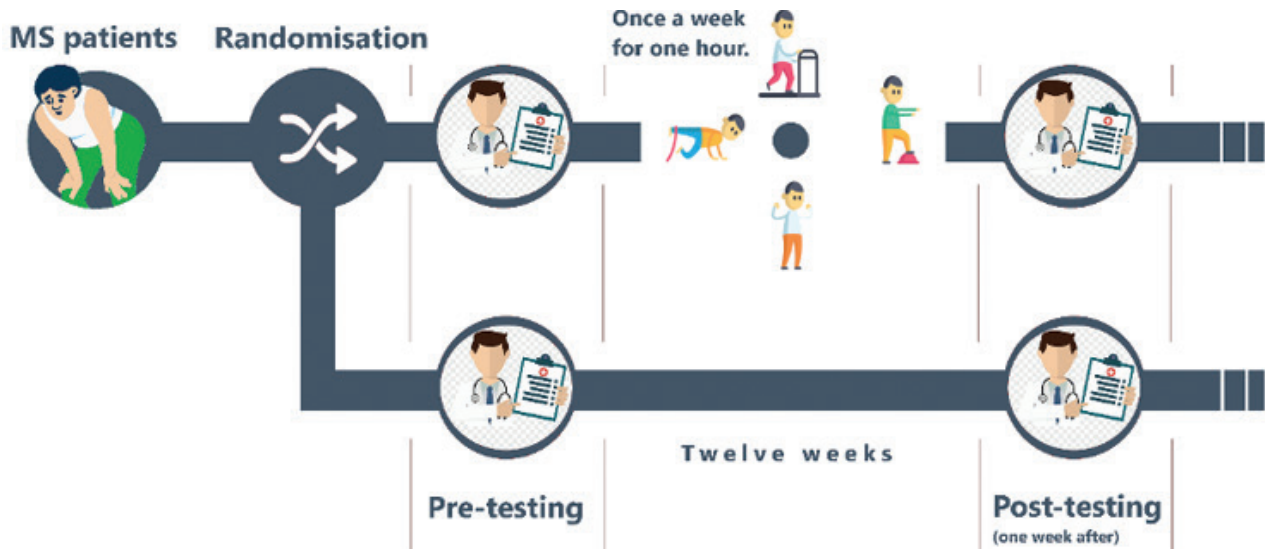 MS patients
Randomisation
Once a week
for one hour.
Twelve weeks
Pre-testing
Post-testing
(one week after)